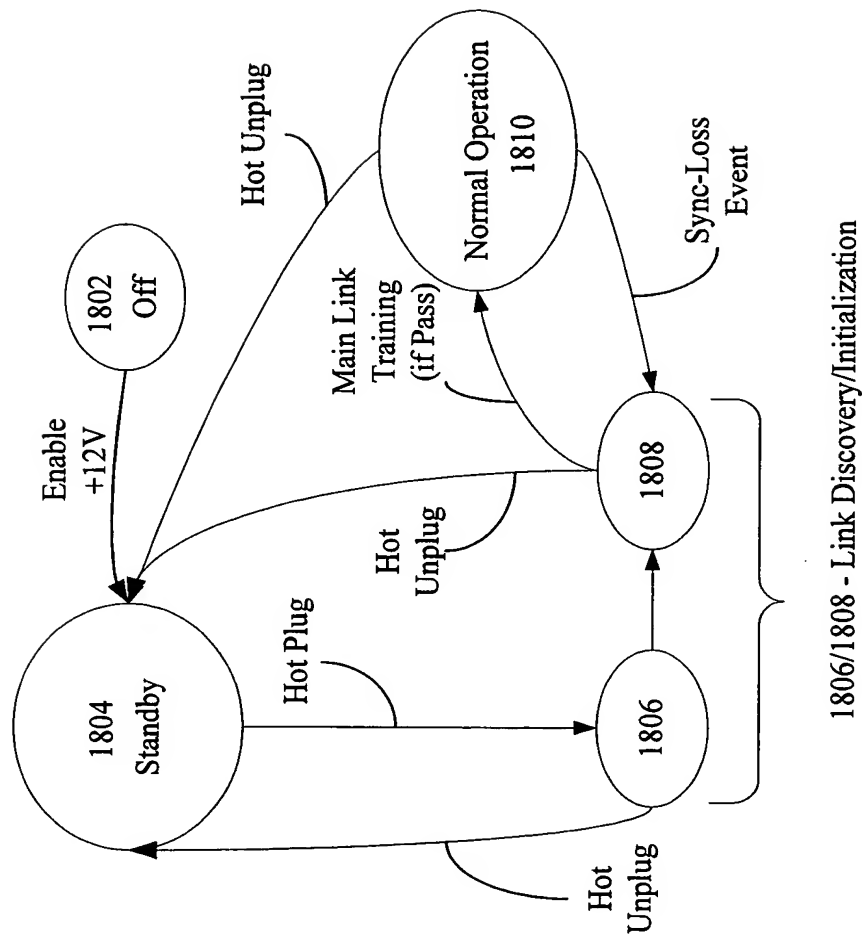 1802
Off
Enable
+12V
Hot Unplug
1804
Standby
Normal Operation
1810
Main Link
Training
(if Pass)
Hot
Unplug
Hot Plug
Sync-Loss
Event
1808
1806
Hot
Unplug
1806/1808 - Link Discovery/Initialization